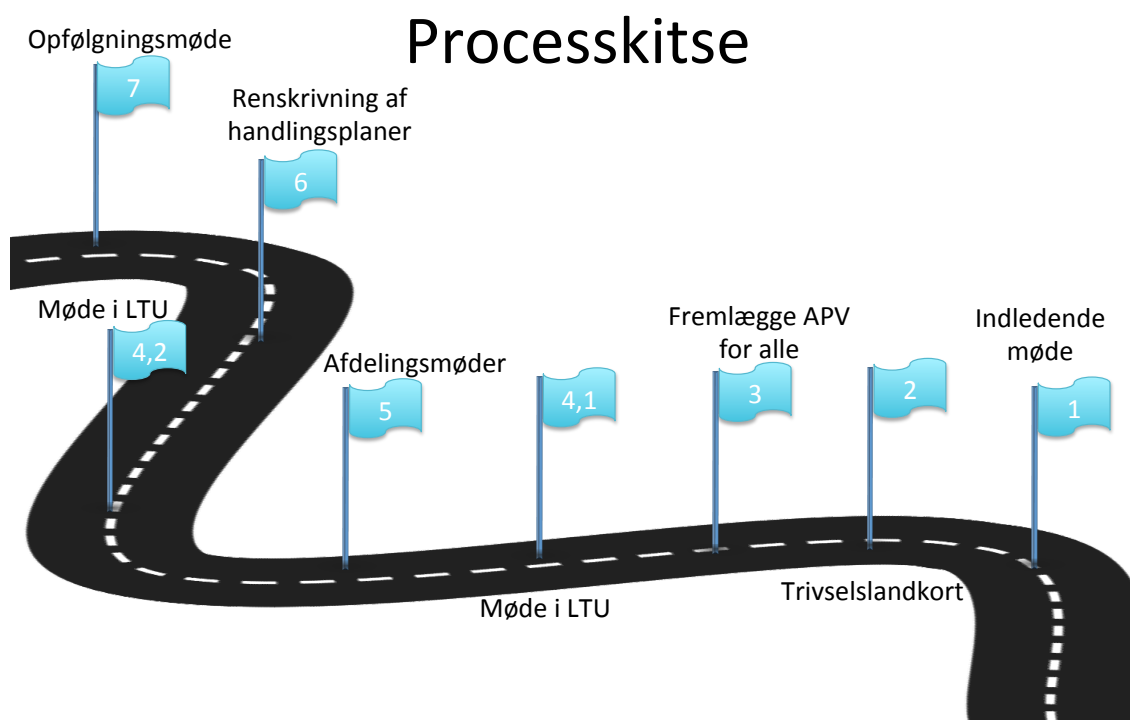 Processkitse
Opfølgningsmøde
7
Renskrivning af
handlingsplaner
6
Møde i LTU
4,2
Afdelingsmøder
5
4,1
Møde i LTU
Fremlægge APV
for alle
3
2
Trivselslandkort
Indledende
møde
1